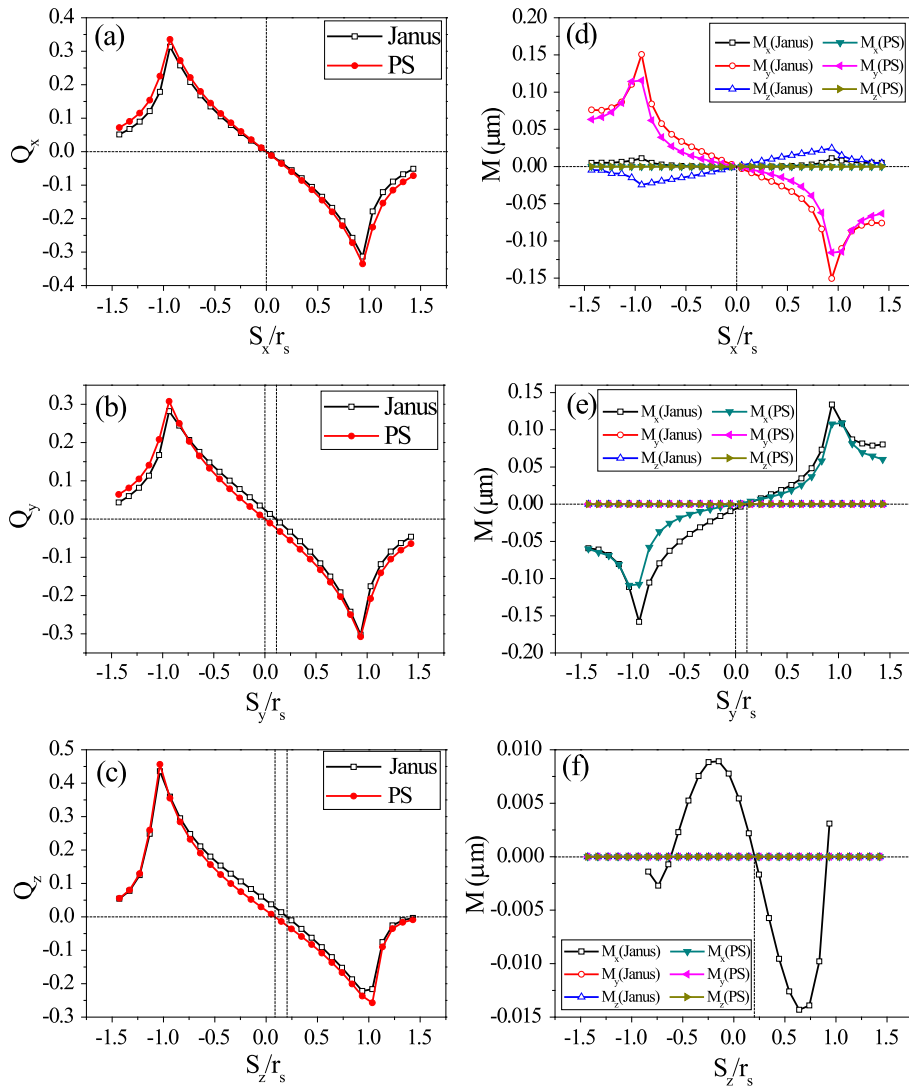 (a)
Janus
PS
0.4
0.3
0.2
0.1
0.0
-0.1
-0.2
-0.3
-0.4
Qx
-1.5 -1.0 -0.5 0.0 0.5 1.0 1.5
Sx/rs
(d)
Mx(Janus) Mx(PS)
My(Janus) My(PS)
Mz(Janus) Mz(PS)
0.20
0.15
0.10
0.05
0.00
-0.05
-0.10
-0.15
M (μm)
-1.5 -1.0 -0.5 0.0 0.5 1.0 1.5
Sx/rs
(b)
Janus
PS
0.3
0.2
0.1
0.0
-0.1
-0.2
-0.3
Qy
-1.5 -1.0 -0.5 0.0 0.5 1.0 1.5
Sy/rs
(e)
Mx(Janus) Mx(PS)
My(Janus) My(PS)
Mz(Janus) Mz(PS)
0.15
0.10
0.05
0.00
-0.05
-0.10
-0.15
-0.20
M (μm)
-1.5 -1.0 -0.5 0.0 0.5 1.0 1.5
Sy/rs
(c)
Janus
PS
0.5
0.4
0.3
0.2
0.1
0.0
-0.1
-0.2
-0.3
Qz
-1.5 -1.0 -0.5 0.0 0.5 1.0 1.5
Sz/rs
(f)
0.010
0.005
0.000
-0.005
-0.010
-0.015
M (μm)
Mx(Janus) Mx(PS)
My(Janus) My(PS)
Mz(Janus) Mz(PS)
-1.5 -1.0 -0.5 0.0 0.5 1.0 1.5
Sz/rs